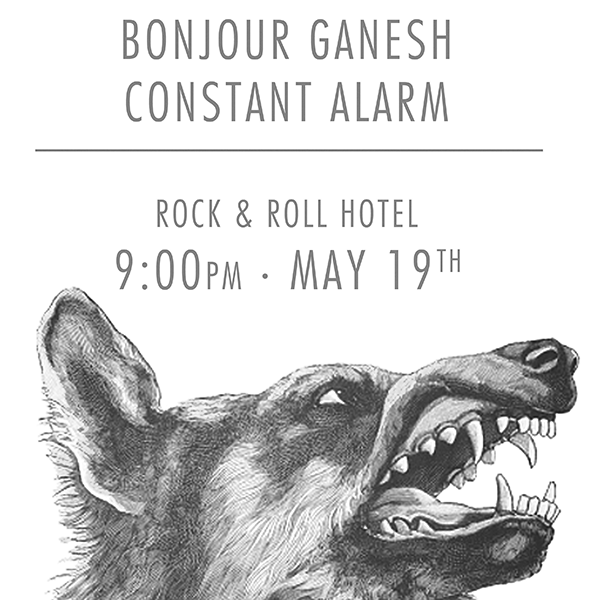 BONJOUR GANESH
CONSTANT ALARM
ROCK & ROLL HOTEL
9:00PM · MAY 19TH